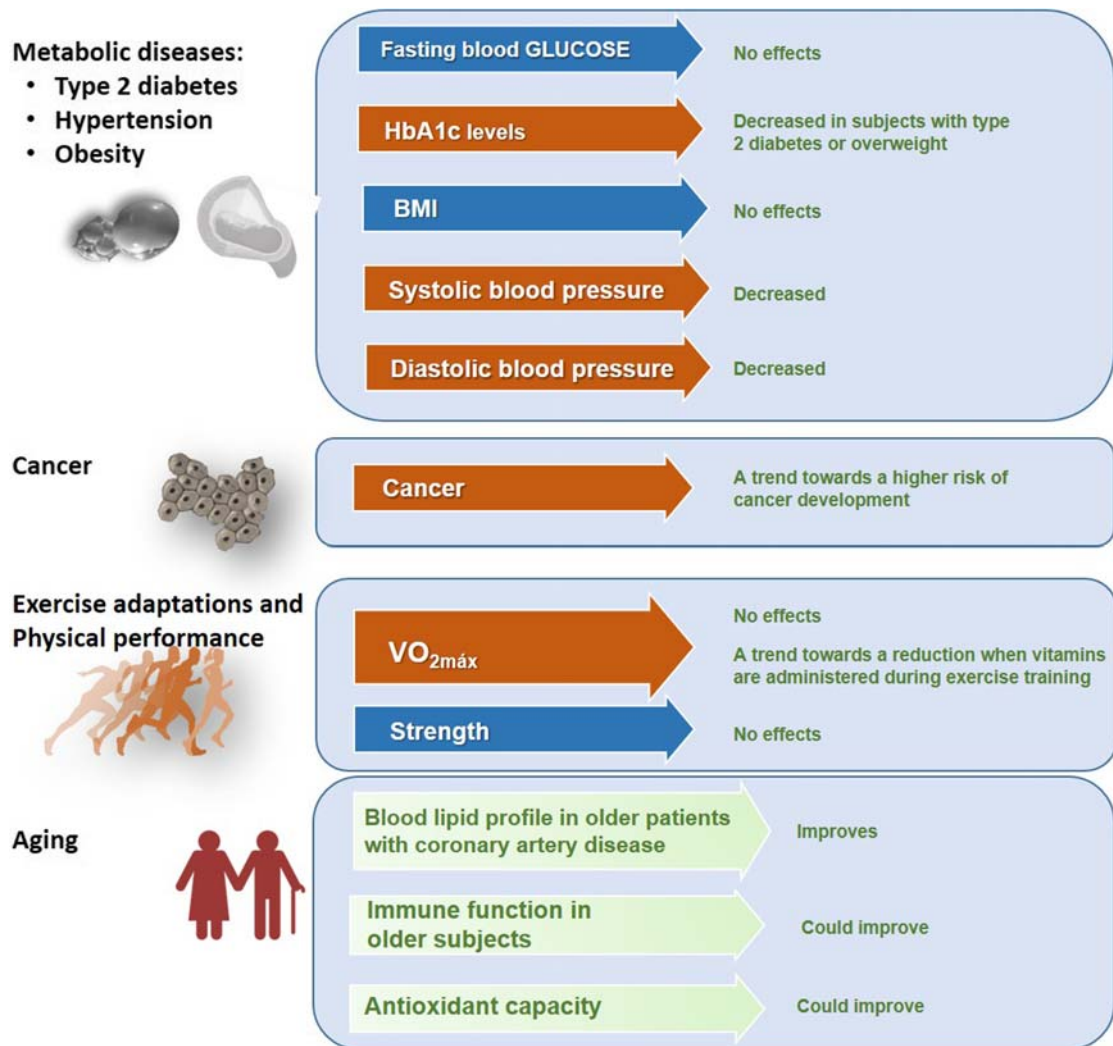 Metabolic diseases:
• Type 2 diabetes
• Hypertension
• Obesity
Fasting blood GLUCOSE
No effects
HbA1c levels
Decreased in subjects with type
2 diabetes or overweight
BMI
No effects
Systolic blood pressure
Decreased
Diastolic blood pressure
Decreased
Cancer
Cancer
A trend towards a higher risk of
cancer development
Exercise adaptations and
Physical performance
VO2máx
No effects
A trend towards a reduction when vitamins
are administered during exercise training
Strength
No effects
Aging
Blood lipid profile in older patients
with coronary artery disease
Improves
Immune function in
older subjects
Could improve
Antioxidant capacity
Could improve